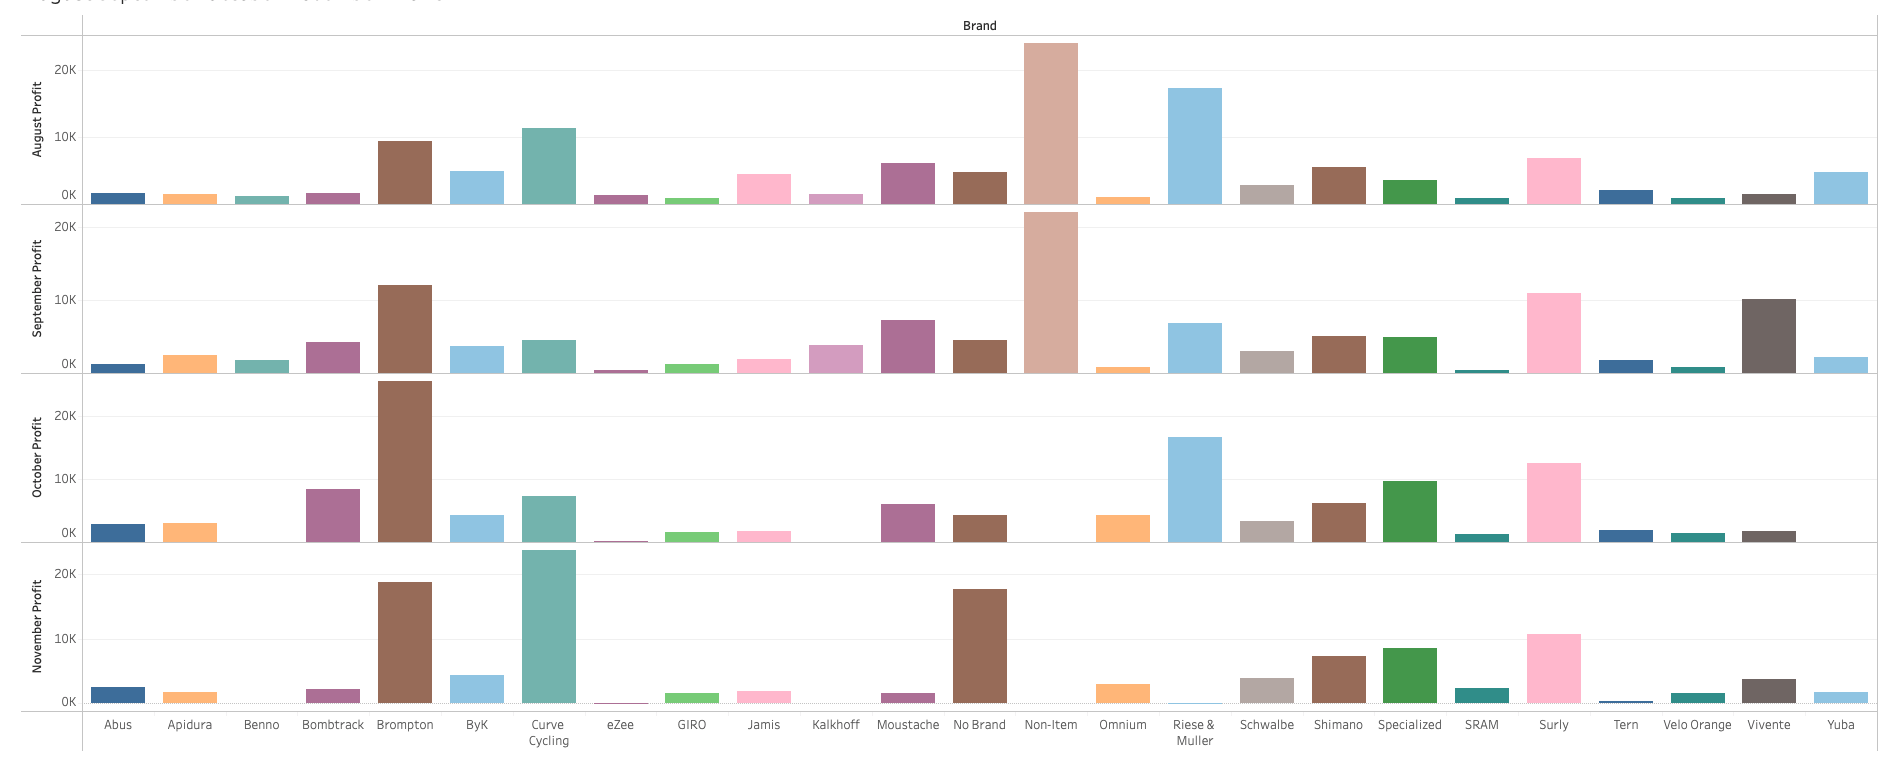 Brand
August Profit
20K
10K
0K
September Profit
20K
10K
0K
October Profit
20K
10K
0K
November Profit
20K
10K
0K
Abus Apidura Benno Bombtrack Brompton ByK Curve Cycling eZee GIRO Jamis Kalkhoff Moustache No Brand Non-Item Omnium Riese & Muller Schwalbe Shimano Specialized SRAM Surly Tern Velo Orange Vivente Yuba